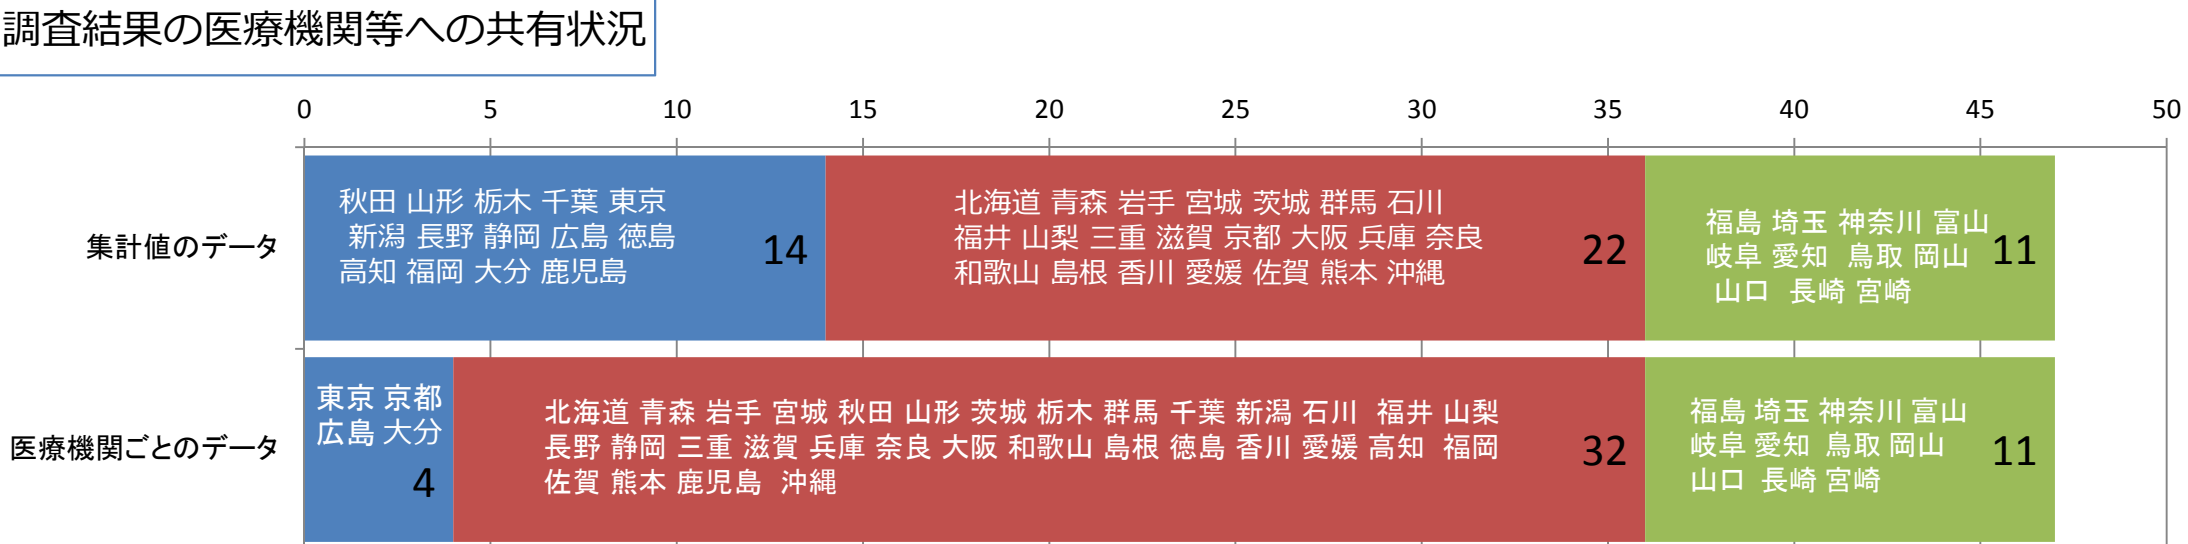 調査結果の医療機関等への共有状況
0 5 10 15 20 25 30 35 40 45 50
集計値のデータ
秋田 山形 栃木 千葉 東京
新潟 長野 静岡 広島 徳島
高知 福岡 大分 鹿児島
14
北海道 青森 岩手 宮城 茨城 群馬 石川
福井 山梨 三重 滋賀 京都 大阪 兵庫 奈良
和歌山 島根 香川 愛媛 佐賀 熊本 沖縄
22
福島 埼玉 神奈川 富山
岐阜 愛知 鳥取 岡山
山口 長崎 宮崎
11
医療機関ごとのデータ
東京 京都
広島 大分
4
北海道 青森 岩手 宮城 秋田 山形 茨城 栃木 群馬 千葉 新潟 石川 福井 山梨
長野 静岡 三重 滋賀 兵庫 奈良 大阪 和歌山 島根 徳島 香川 愛媛 高知 福岡
佐賀 熊本 鹿児島 沖縄
32
福島 埼玉 神奈川 富山
岐阜 愛知 鳥取 岡山
山口 長崎 宮崎
11